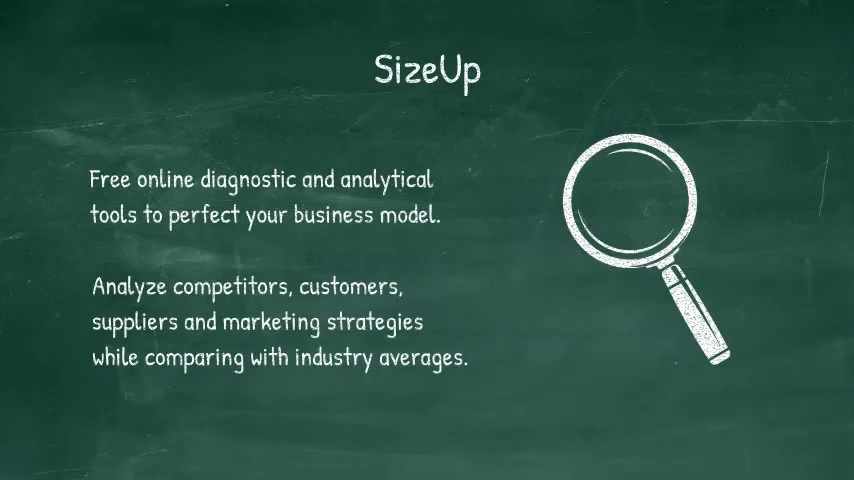 SizeUp
Free online diagnostic and analytical
tools to perfect your business model.
Analyze competitors, customers,
suppliers and marketing strategies
while comparing with industry averages.